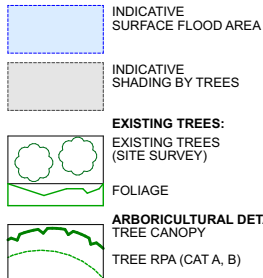 INDICATIVE
SURFACE FLOOD AREA
INDICATIVE
SHADING BY TREES
EXISTING TREES:
EXISTING TREES
(SITE SURVEY)
FOLIAGE
ARBORICULTURAL
TREE CANOPY
TREE RPA (CAT A, B)